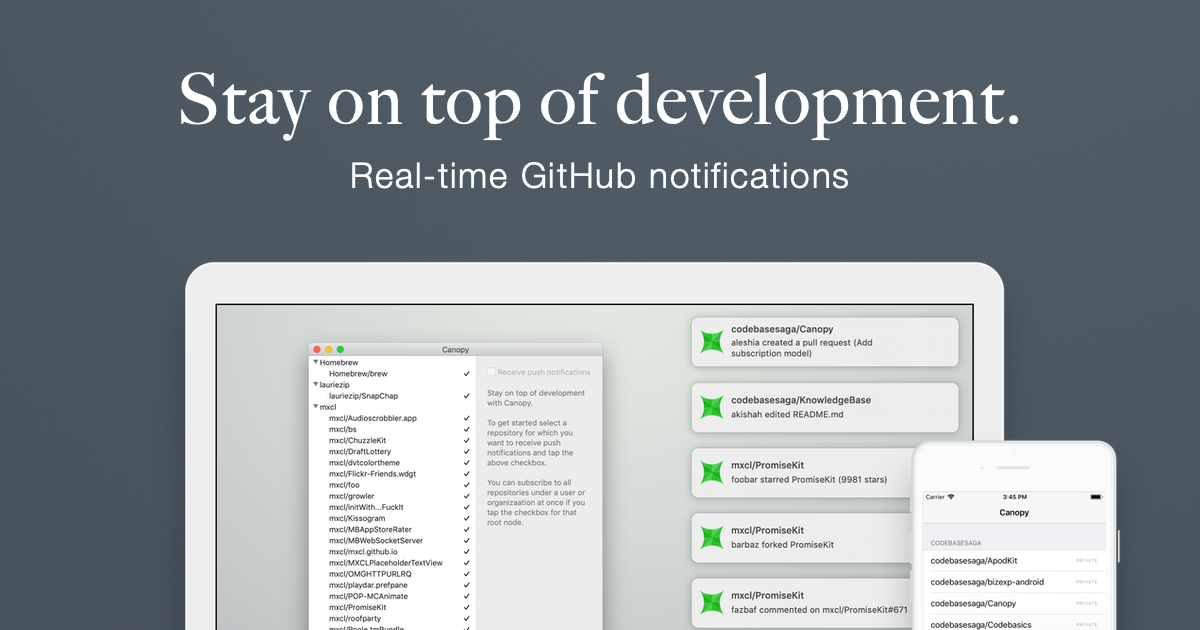 Stay on top of development.
Real-time GitHub notifications
Canopy
Homebrew
Homebrew/brew
lauriezip
lauriezip/SnapChap
mxcl
mxcl/Audioscrobbler.app
mxcl/bs
mxcl/ChuzzleKit
mxcl/DraftLottery
mxcl/dvtcolortheme
mxcl/Flickr-Friends.wdgt
mxcl/foo
mxcl/growler
mxcl/initWith...FuckIt
mxcl/Kissogram
mxcl/MBAppStoreRater
mxcl/MBWebSocketServer
mxcl/mxcl.github.io
mxcl/MXCLPlaceholderTextView
mxcl/OMGHTTPURLRQ
mxcl/playdar.prefpane
mxcl/POP-MCAnimate
mxcl/PromiseKit
mxcl/roofparty
mxcl/Poole.tmBundle
Receive push notifications
Stay on top of development
with Canopy.
To get started select a
repository for which you
want to receive push
notifications and tap the
above checkbox.
You can subscribe to all
repositories under a user or
organizaation at once if you
tap the checkbox for that
root node.
codebasesaga/Canopy
aleshia created a pull request (Add
subscription model)
codebasesaga/KnowledgeBase
akishah edited README.md
mxcl/PromiseKit
foobar starred PromiseKit (9981 stars)
mxcl/PromiseKit
barbaz forked PromiseKit
mxcl/PromiseKit
fazbaf commented on mxcl/PromiseKit#671
Carrier 3:45 PM
Canopy
CODEBASESAGA
codebasesaga/ApodKit PRIVATE
codebasesaga/bizexp-android PRIVATE
codebasesaga/Canopy PRIVATE
codebasesaga/Codebasics PRIVATE